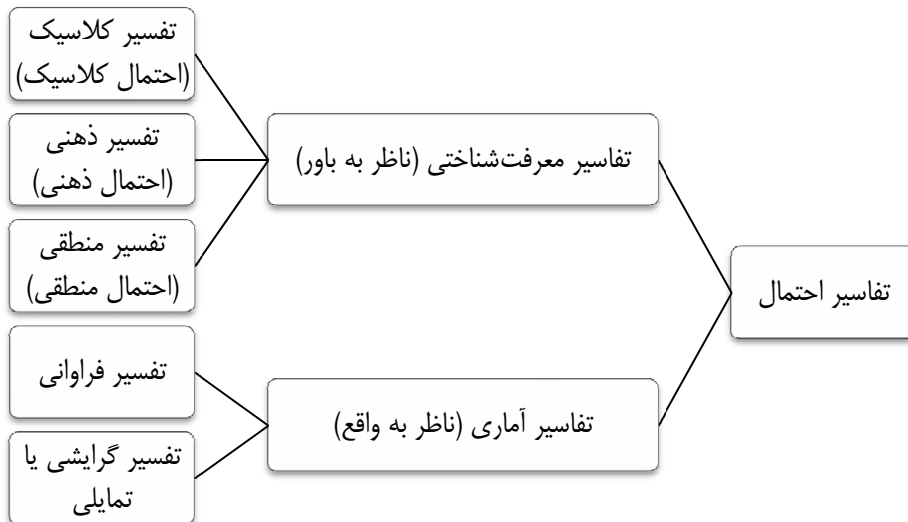 تفاسیر احتمال
تفاسیر معرفت‌شناختی (ناظر به باور)
تفسیر کلاسیک
(احتمال کلاسیک)
تفسیر ذهنی
(احتمال ذهنی)
تفسیر منطقی
(احتمال منطقی)
تفاسیر آماری (ناظر به واقع)
تفسیر فراوانی
تفسیر گرایشی یا
تمایلی